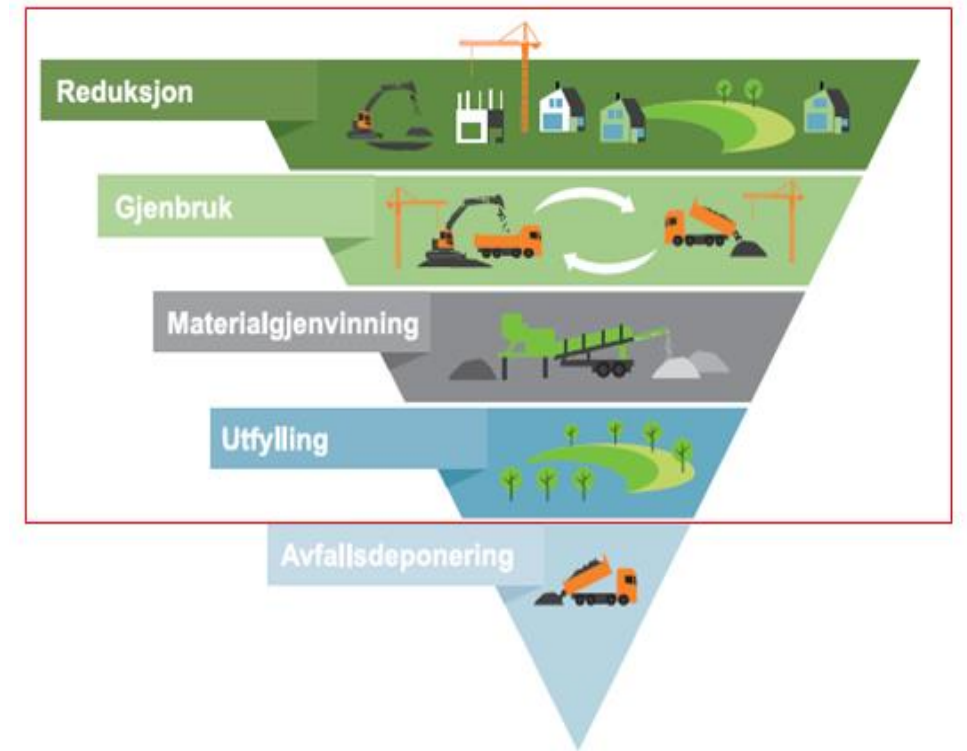 Reduksjon
Gjenbruk
Materialgjenvinning
Utfylling
Avfallsdeponering